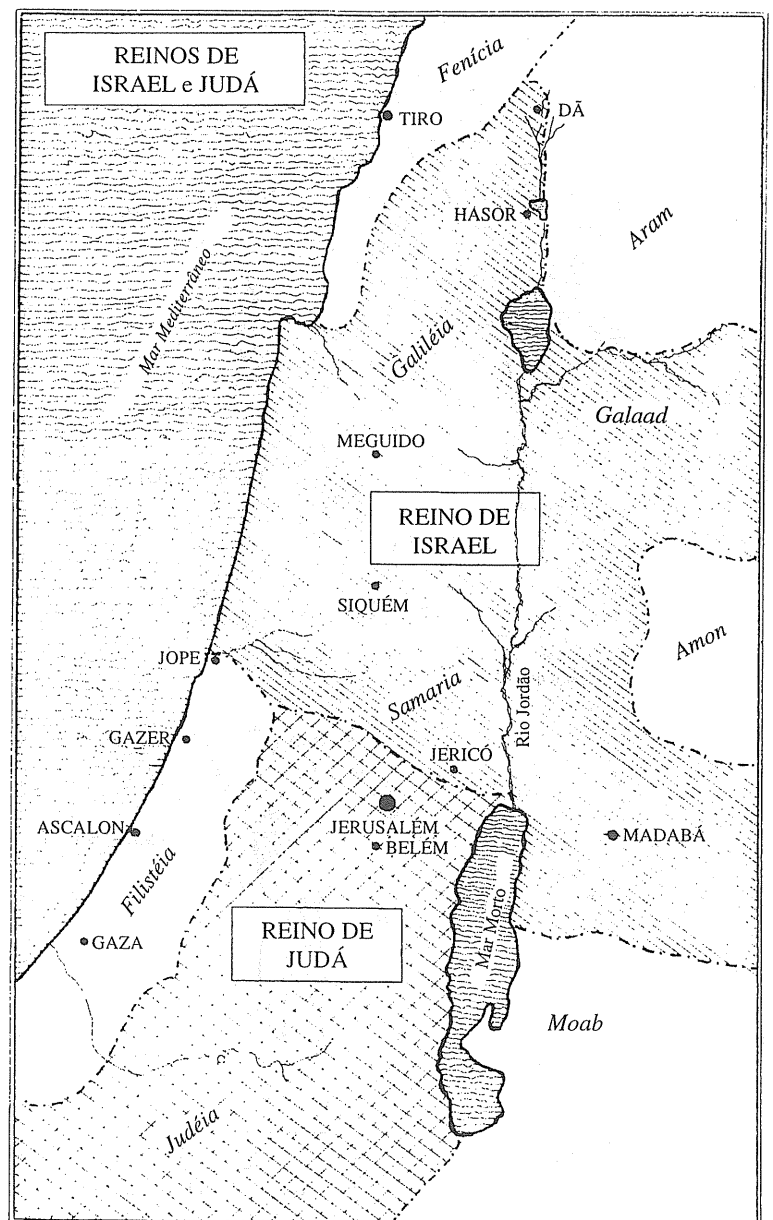 REINOS DE
ISRAEL e JUDÁ
Fenícia
TIRO
DÃ
HASOR
Aram
Mar Mediterrâneo
Galiléia
Galaad
MEGUIDO
REINO DE
ISRAEL
SIQUÉM
Amon
JOPE
Samaria
Rio Jordão
GAZER
JERICÓ
ASCALON
JERUSALÉM
MADABÁ
BELÉM
Filistéia
REINO DE
JUDÁ
Mar Morto
GAZA
Moab
Judéia